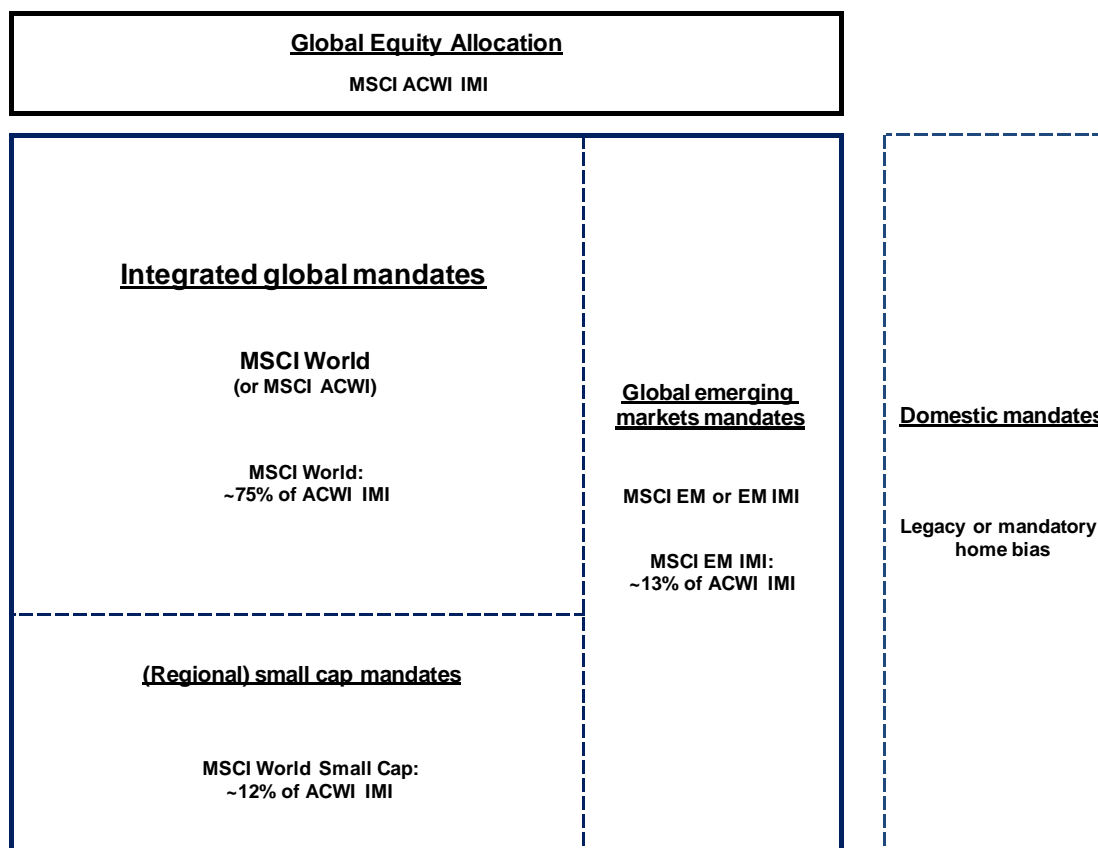 Global Equity Allocation
MSCI ACWI IMI
Integrated global mandates
MSCI World
(or MSCI ACWI)
MSCI World:
~75% of ACWI IMI
(Regional) small cap mandates
MSCI World Small Cap:
~12% of ACWI IMI
Global emerging
markets mandates
MSCI EM or EM IMI
MSCI EM IMI:
~13% of ACWI IMI
Domestic mandates
Legacy or mandatory
home bias